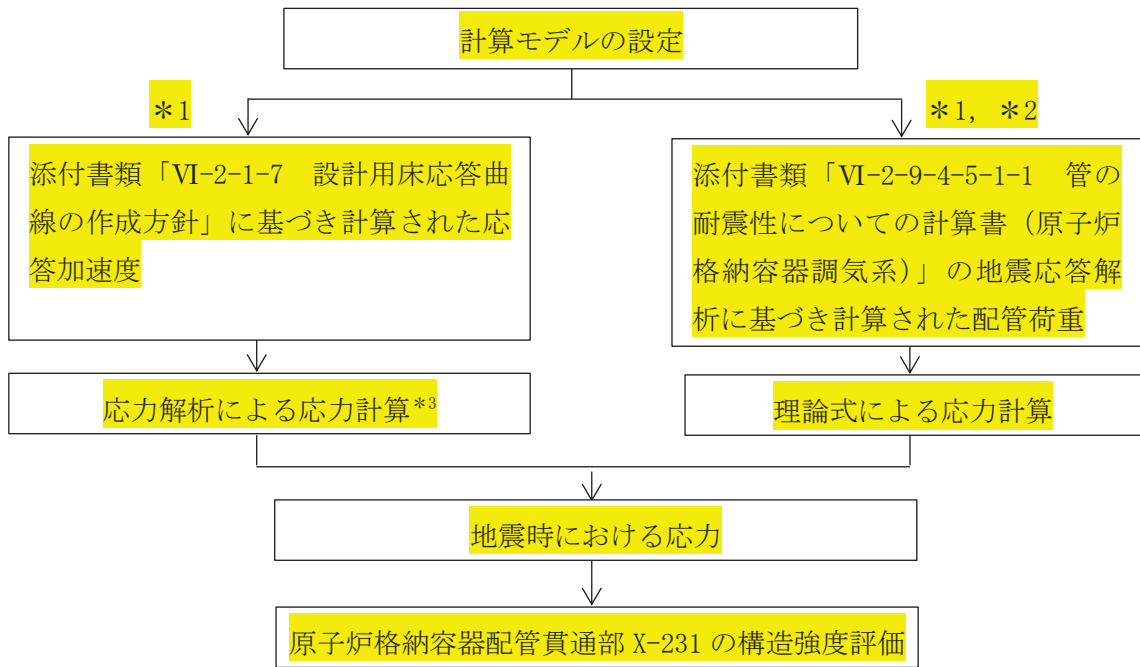 計算モデルの設定
*1
*1, *2
添付書類「Ⅵ-2-1-7 設計用床応答曲
線の作成方針」に基づき計算された応
答加速度
添付書類「Ⅵ-2-9-4-5-1-1 管の
耐震性についての計算書（原子炉
格納容器調気系）」の地震応答解
析に基づき計算された配管荷重
応力解析による応力計算*3
理論式による応力計算
地震時における応力
原子炉格納容器配管貫通部 X-231 の構造強度評価